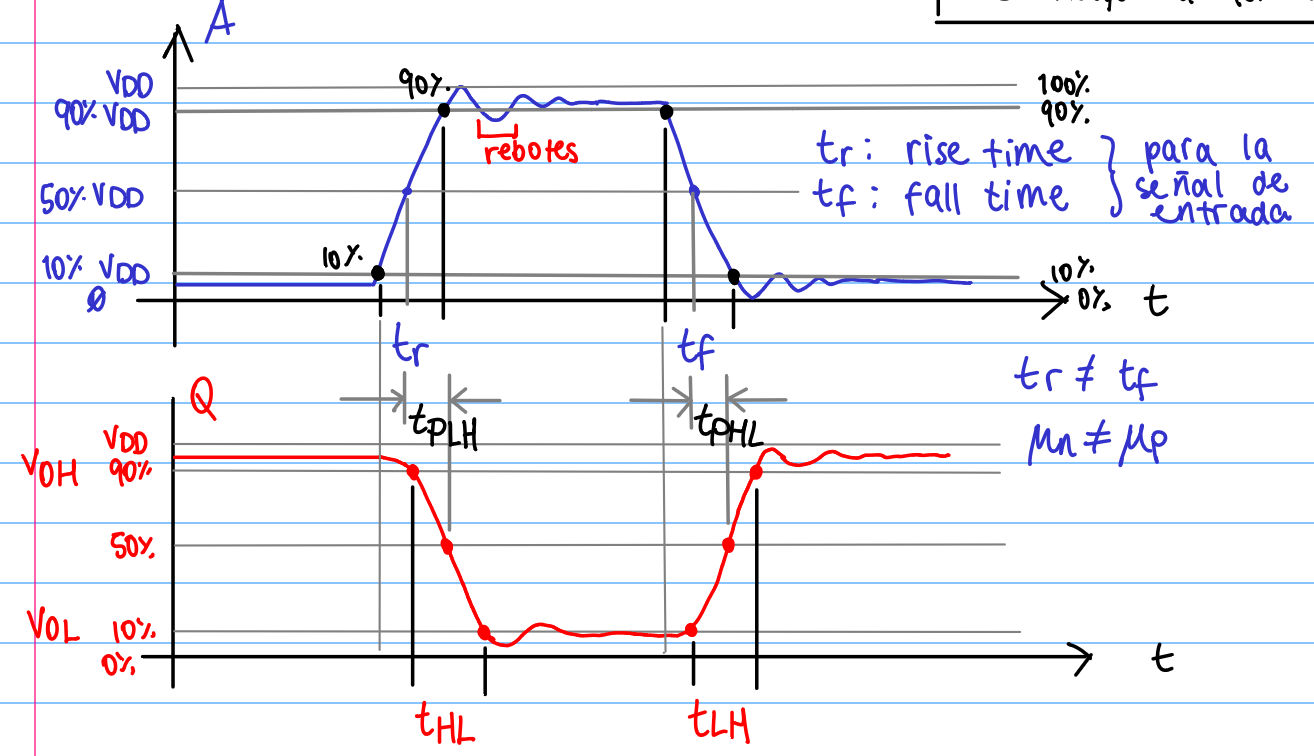 A
VDD
90% VDD
50% VDD
10% VDD
0
90%
10%
rebotes
100%
90%
10%
0%
t
tr : rise time } para la
tf : fall time señal de
entrada
tr
tf
tr ≠ tf
μn ≠ μp
Q
tPLH
tPHL
VDD
VOH 90%
50%
VOL 10%
0%
t
tHL
tLH